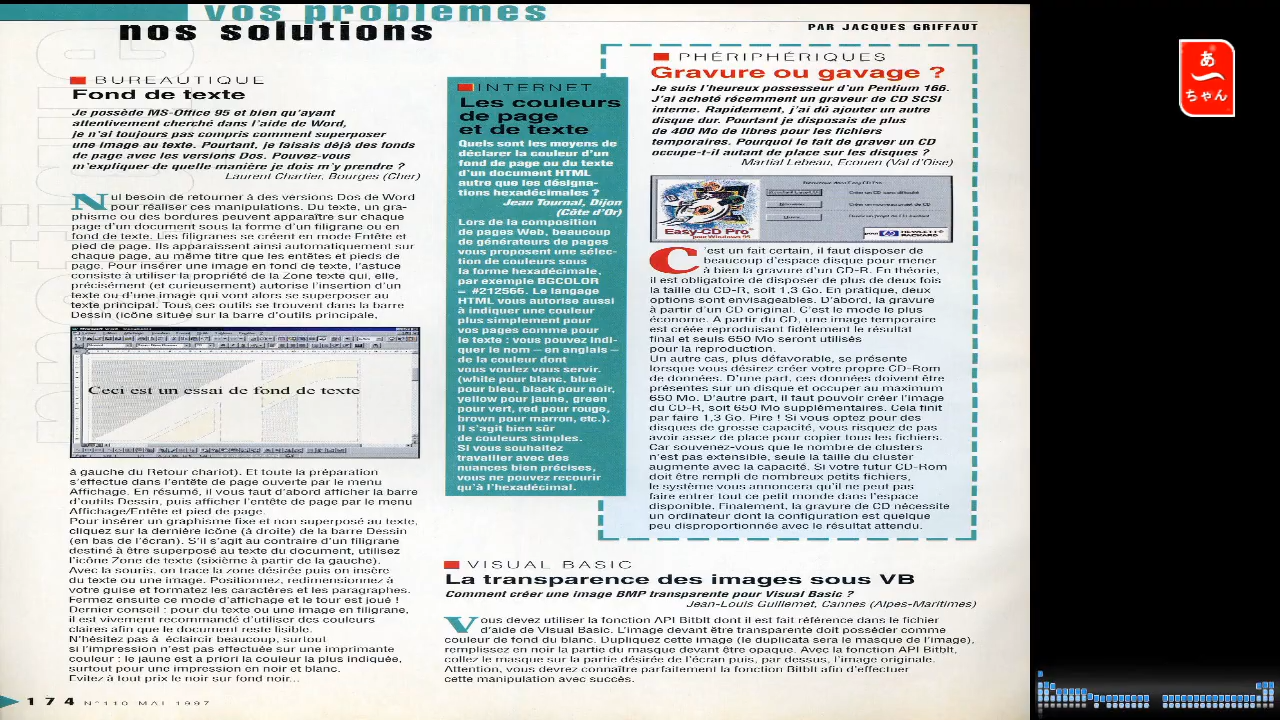 vos problèmes
nos solutions
PAR JACQUES GRIFFAUT
BUREAUTIQUE
Fond de texte
Je possède MS-Office 95 et bien qu'ayant
attentivement cherché dans l'aide de Word,
je n'ai toujours pas compris comment superposer
une image au texte. Pourtant, je faisais déjà des fonds
de page avec les versions Dos. Pouvez-vous
m'expliquer de quelle manière je dois m'y prendre ?
Laurent Chartier, Bourges (Cher)
Nul besoin de retourner à des versions Dos de Word
pour réaliser ces manipulations. Du texte, un gra-
phisme ou des bordures peuvent apparaître sur chaque
page d'un document sous la forme d'un filigrane ou en
fond de texte. Les filigranes se créent en mode Entête et
pied de page. Ils apparaissent ainsi automatiquement sur
chaque page, au même titre que les entêtes et pieds de
page. Pour insérer une image en fond de texte, l'astuce
consiste à utiliser la propriété de la Zone texte qui, elle,
précisément (et curieusement) autorise l'insertion d'un
texte ou d'une image qui vont alors se superposer au
texte principal. Tous ces outils se trouvent dans la barre
Dessin (icône située sur la barre d'outils principale,
Ceci est un essai de fond de texte
à gauche du Retour chariot). Et toute la préparation
s'effectue dans l'entête de page ouverte par le menu
Affichage. En résumé, il vous faut d'abord afficher la barre
d'outils Dessin, puis afficher l'entête de page par le menu
Affichage/Entête et pied de page.
Pour insérer un graphisme fixe et non superposé au texte,
cliquez sur la dernière icône (à droite) de la barre Dessin
(en bas de l'écran). S'il s'agit au contraire d'un filigrane
destiné à être superposé au texte du document, utilisez
l'icône Zone de texte (sixième à partir de la gauche).
Avec la souris, on trace la zone désirée puis on insère
du texte ou une image. Positionnez, redimensionnez à
votre guise et formatez les caractères et les paragraphes.
Fermez ensuite ce mode d'affichage et le tour est joué !
Dernier conseil : pour du texte ou une image en filigrane,
il est vivement recommandé d'utiliser des couleurs
claires afin que le document reste lisible.
N'hésitez pas à éclaircir beaucoup, surtout
si l'impression n'est pas effectuée sur une imprimante
couleur : le jaune est a priori la couleur la plus indiquée,
surtout pour une impression en noir et blanc.
Evitez à tout prix le noir sur fond noir...
INTERNET
Les couleurs
de page
et de texte
Quels sont les moyens de
déclarer la couleur d'un
fond de page ou du texte
d'un document HTML
autre que les désigna-
tions hexadécimales ?
Jean Tournal, Dijon
(Côte d'Or)
Lors de la composition
de pages Web, beaucoup
de générateurs de pages
vous proposent une sélec-
tion de couleurs sous
la forme hexadécimale,
par exemple BGCOLOR
= #212565. Le langage
HTML vous autorise aussi
à indiquer une couleur
plus simplement pour
vos pages comme pour
le texte : vous pouvez indi-
quer le nom – en anglais –
de la couleur dont
vous voulez vous servir.
(white pour blanc, blue
pour bleu, black pour noir,
yellow pour jaune, green
pour vert, red pour rouge,
brown pour marron, etc.).
Il s'agit bien sûr
de couleurs simples.
Si vous souhaitez
travailler avec des
nuances bien précises,
vous ne pouvez recourir
qu'à l'hexadécimal.
PHÉRIPHÉRIQUES
Gravure ou gavage ?
Je suis l'heureux possesseur d'un Pentium 166.
J'ai acheté récemment un graveur de CD SCSI
interne. Rapidement, j'ai dû ajouter un autre
disque dur. Pourtant je disposais de plus
de 400 Mo de libres pour les fichiers
temporaires. Pourquoi le fait de graver un CD
occupe-t-il autant de place sur les disques ?
Martial Lebeau, Ecouen (Val d'Oise)
Bienvenue dans Easy-CD Pro
Créer un CD sans difficulté
Créer un nouveau projet de CD
Ouvrir un projet de CD existant
Easy-CD Pro
pour Windows 95
HEWLETT
PACKARD
C'est un fait certain, il faut disposer de
beaucoup d'espace disque pour mener
à bien la gravure d'un CD-R. En théorie,
il est obligatoire de disposer de plus de deux fois
la taille du CD-R, soit 1,3 Go. En pratique, deux
options sont envisageables. D'abord, la gravure
à partir d'un CD original. C'est le mode le plus
économe. A partir du CD, une image temporaire
est créée reproduisant fidèlement le résultat
final et seuls 650 Mo seront utilisés
pour la reproduction.
Un autre cas, plus défavorable, se présente
lorsque vous désirez créer votre propre CD-Rom
de données. D'une part, ces données doivent être
présentes sur un disque et occuper au maximum
650 Mo. D'autre part, il faut pouvoir créer l'image
du CD-R, soit 650 Mo supplémentaires. Cela finit
par faire 1,3 Go. Pire ! Si vous optez pour des
disques de grosse capacité, vous risquez de pas
avoir assez de place pour copier tous les fichiers.
Car souvenez-vous que le nombre de clusters
n'est pas extensible, seule la taille du cluster
augmente avec la capacité. Si votre futur CD-Rom
doit être rempli de nombreux petits fichiers,
le système vous annoncera qu'il ne peut pas
faire entrer tout ce petit monde dans l'espace
disponible. Finalement, la gravure de CD nécessite
un ordinateur dont la configuration est quelque
peu disproportionnée avec le résultat attendu.
VISUAL BASIC
La transparence des images sous VB
Comment créer une image BMP transparente pour Visual Basic ?
Jean-Louis Guillemet, Cannes (Alpes-Maritimes)
Vous devez utiliser la fonction API Bitblt dont il est fait référence dans le fichier
d'aide de Visual Basic. L'image devant être transparente doit posséder comme
couleur de fond du blanc. Dupliquez cette image (le duplicata sera le masque de l'image),
remplissez en noir la partie du masque devant être opaque. Avec la fonction API Bitblt,
collez le masque sur la partie désirée de l'écran puis, par dessus, l'image originale.
Attention, vous devrez connaître parfaitement la fonction Bitblt afin d'effectuer
cette manipulation avec succès.
174 N°110 MAI 1997
あ
ー
ちゃん